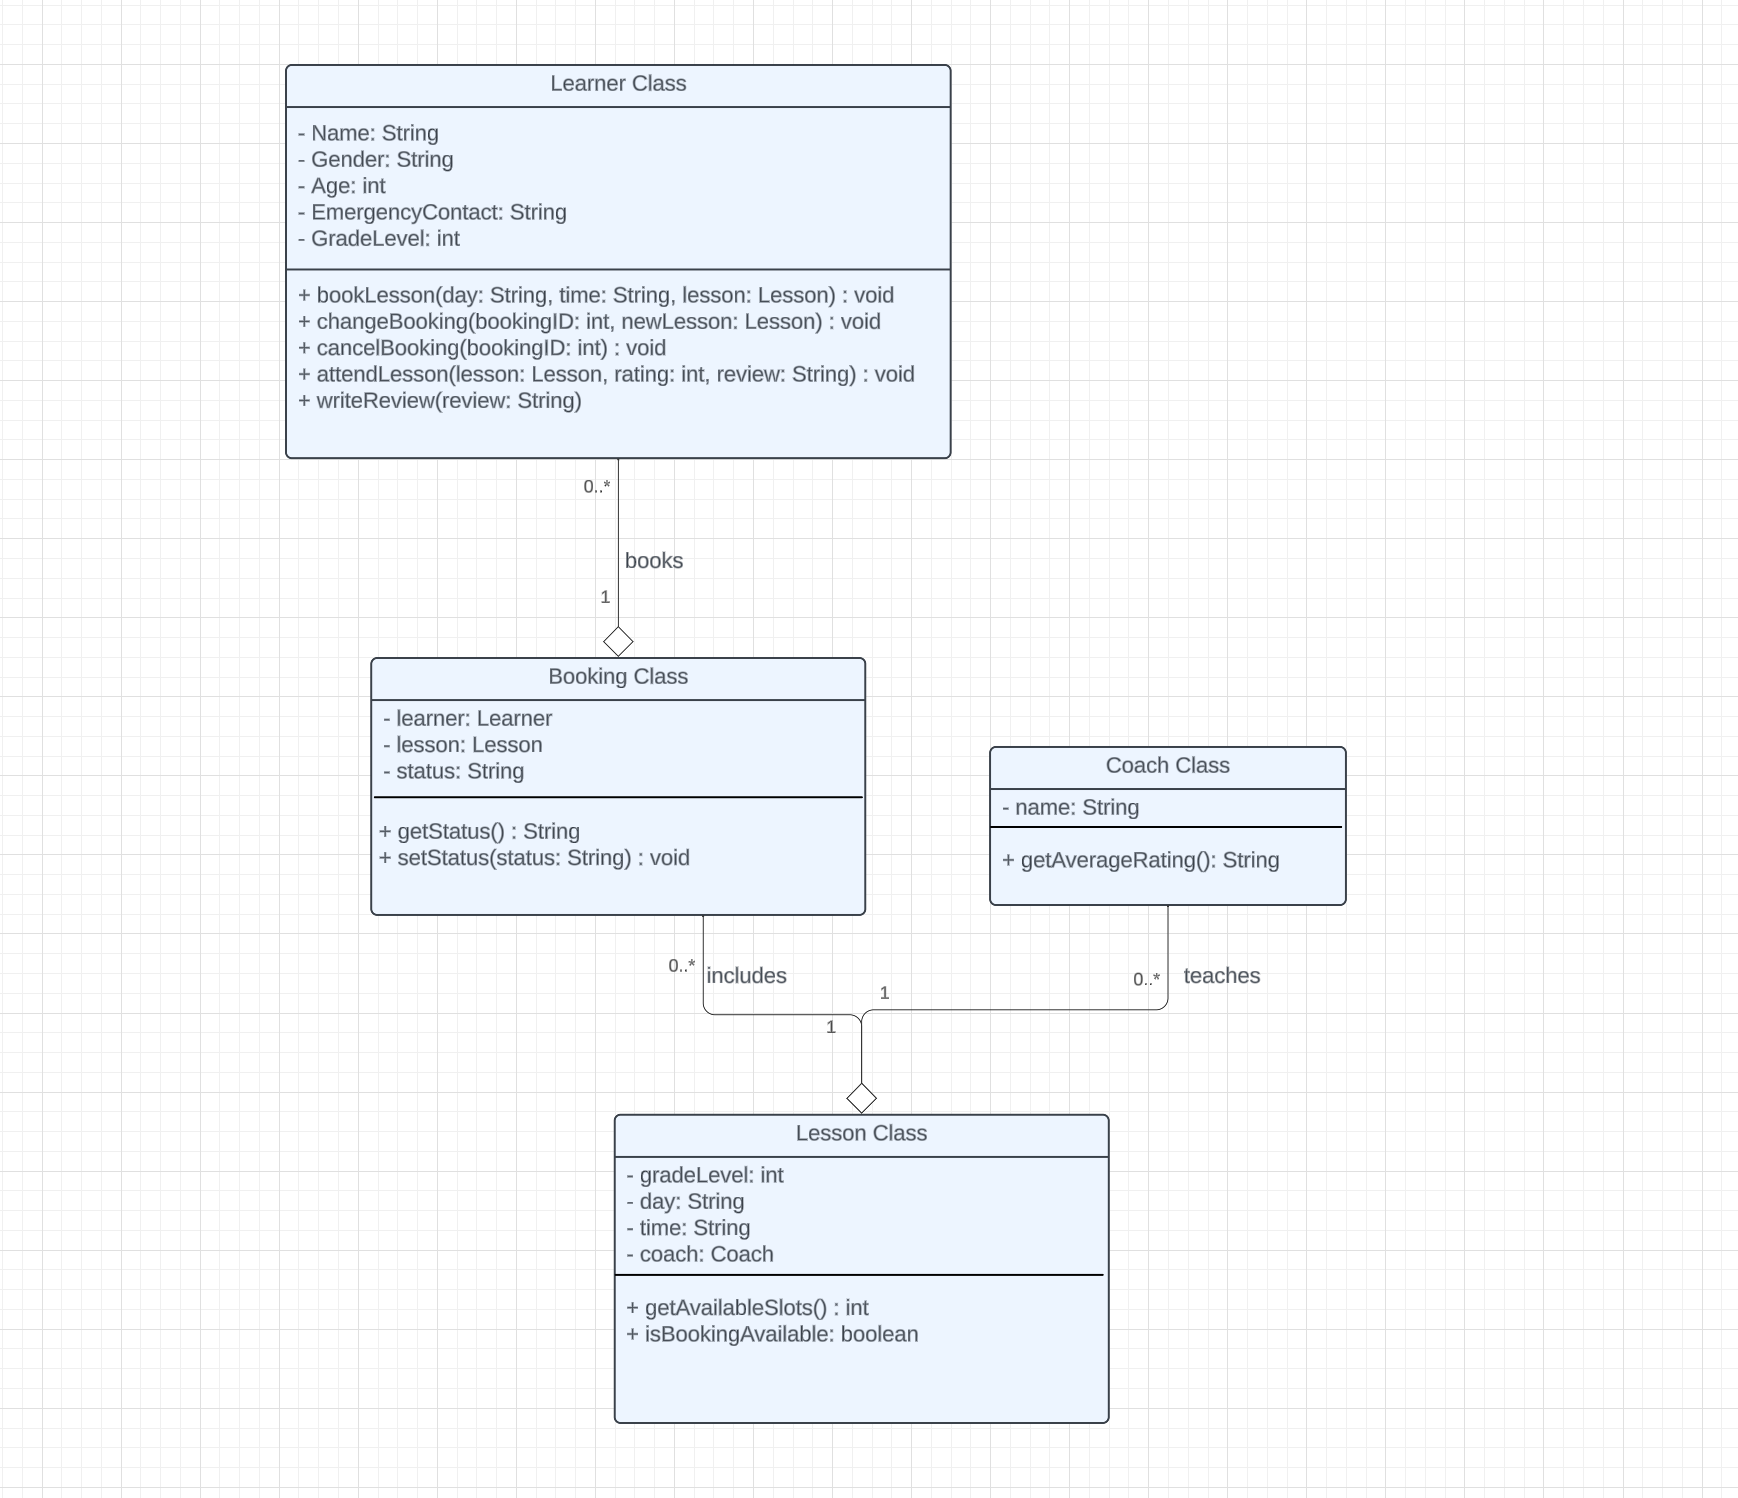 Learner Class
- Name: String
- Gender: String
- Age: int
- EmergencyContact: String
- GradeLevel: int
+ bookLesson(day: String, time: String, lesson: Lesson) : void
+ changeBooking(bookingID: int, newLesson: Lesson) : void
+ cancelBooking(bookingID: int) : void
+ attendLesson(lesson: Lesson, rating: int, review: String) : void
+ writeReview(review: String)
0..*
books
1
Booking Class
- learner: Learner
- lesson: Lesson
- status: String
+ getStatus() : String
+ setStatus(status: String) : void
Coach Class
- name: String
+ getAverageRating(): String
0..*
includes
1
0..*
teaches
1
Lesson Class
- gradeLevel: int
- day: String
- time: String
- coach: Coach
+ getAvailableSlots() : int
+ isBookingAvailable: boolean